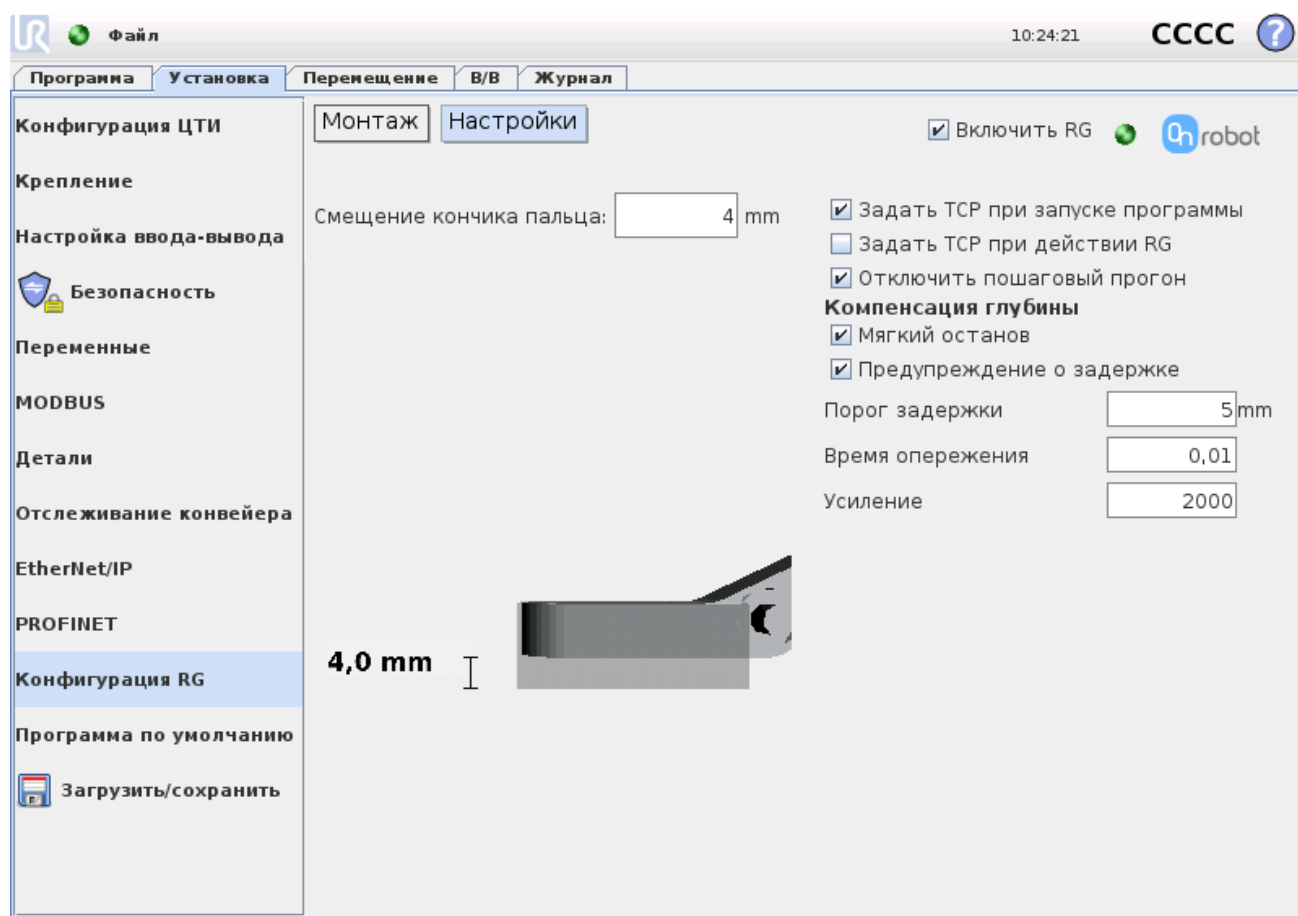 UR Файл 10:24:21 CCCC ?
Программа Установка Перемещение В/В Журнал
Конфигурация ЦТИ
Крепление
Настройка ввода-вывода
Безопасность
Переменные
MODBUS
Детали
Отслеживание конвейера
EtherNet/IP
PROFINET
Конфигурация RG
Программа по умолчанию
Загрузить/сохранить
Монтаж Настройки
Включить RG
On robot
Смещение кончика пальца: 4 mm
4,0 mm
Задать TCP при запуске программы
Задать TCP при действии RG
Отключить пошаговый прогон
Компенсация глубины
Мягкий останов
Предупреждение о задержке
Порог задержки 5 mm
Время опережения 0,01
Усиление 2000